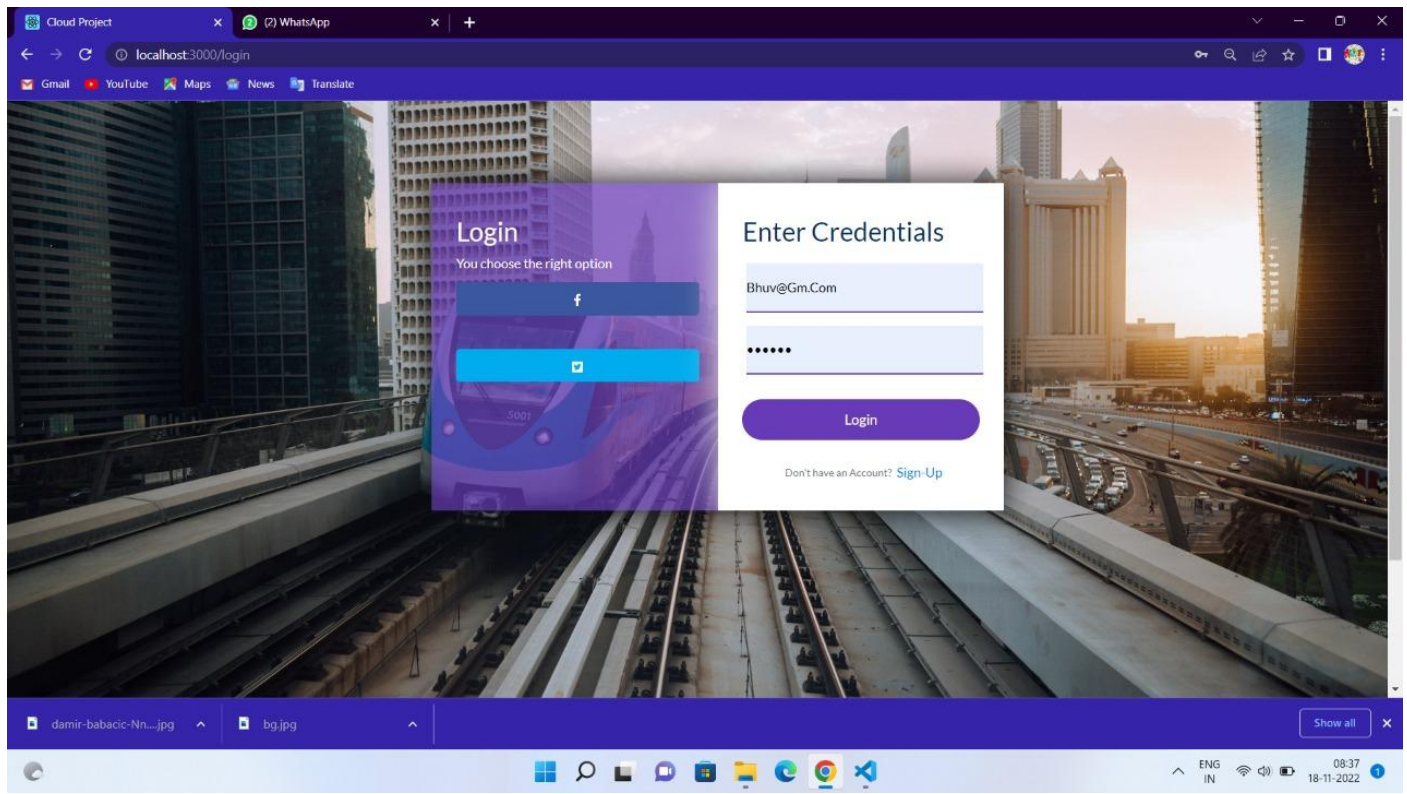 Cloud Project
(2) WhatsApp
localhost:3000/login
Gmail YouTube Maps News Translate
Login
You choose the right option
f
5001
Enter Credentials
Bhuv@Gm.Com
••••••
Login
Don't have an Account? Sign-Up
damir-babacic-Nn....jpg
bg.jpg
Show all
ENG
IN
08:37
18-11-2022
1